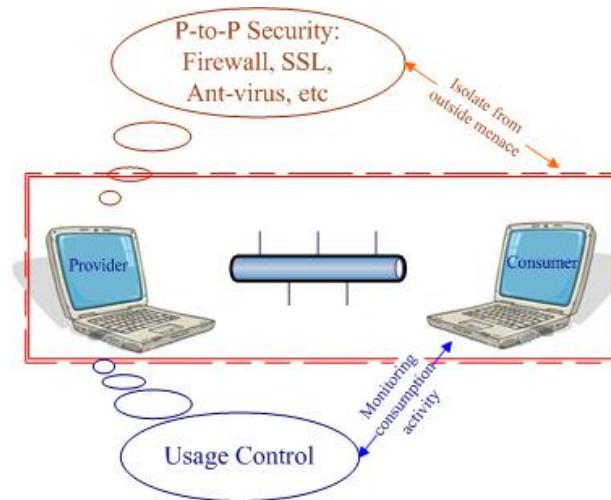 P-to-P Security:
Firewall, SSL,
Ant-virus, etc
Isolate from
outside menace
Provider
Consumer
Monitoring
consumption
activity
Usage Control